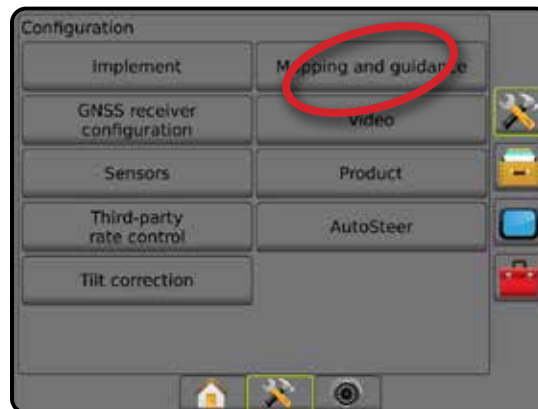 Configuration
Implement
Mapping and guidance
GNSS receiver
configuration
Video
Sensors
Product
Third-party
rate control
AutoSteer
Tilt correction